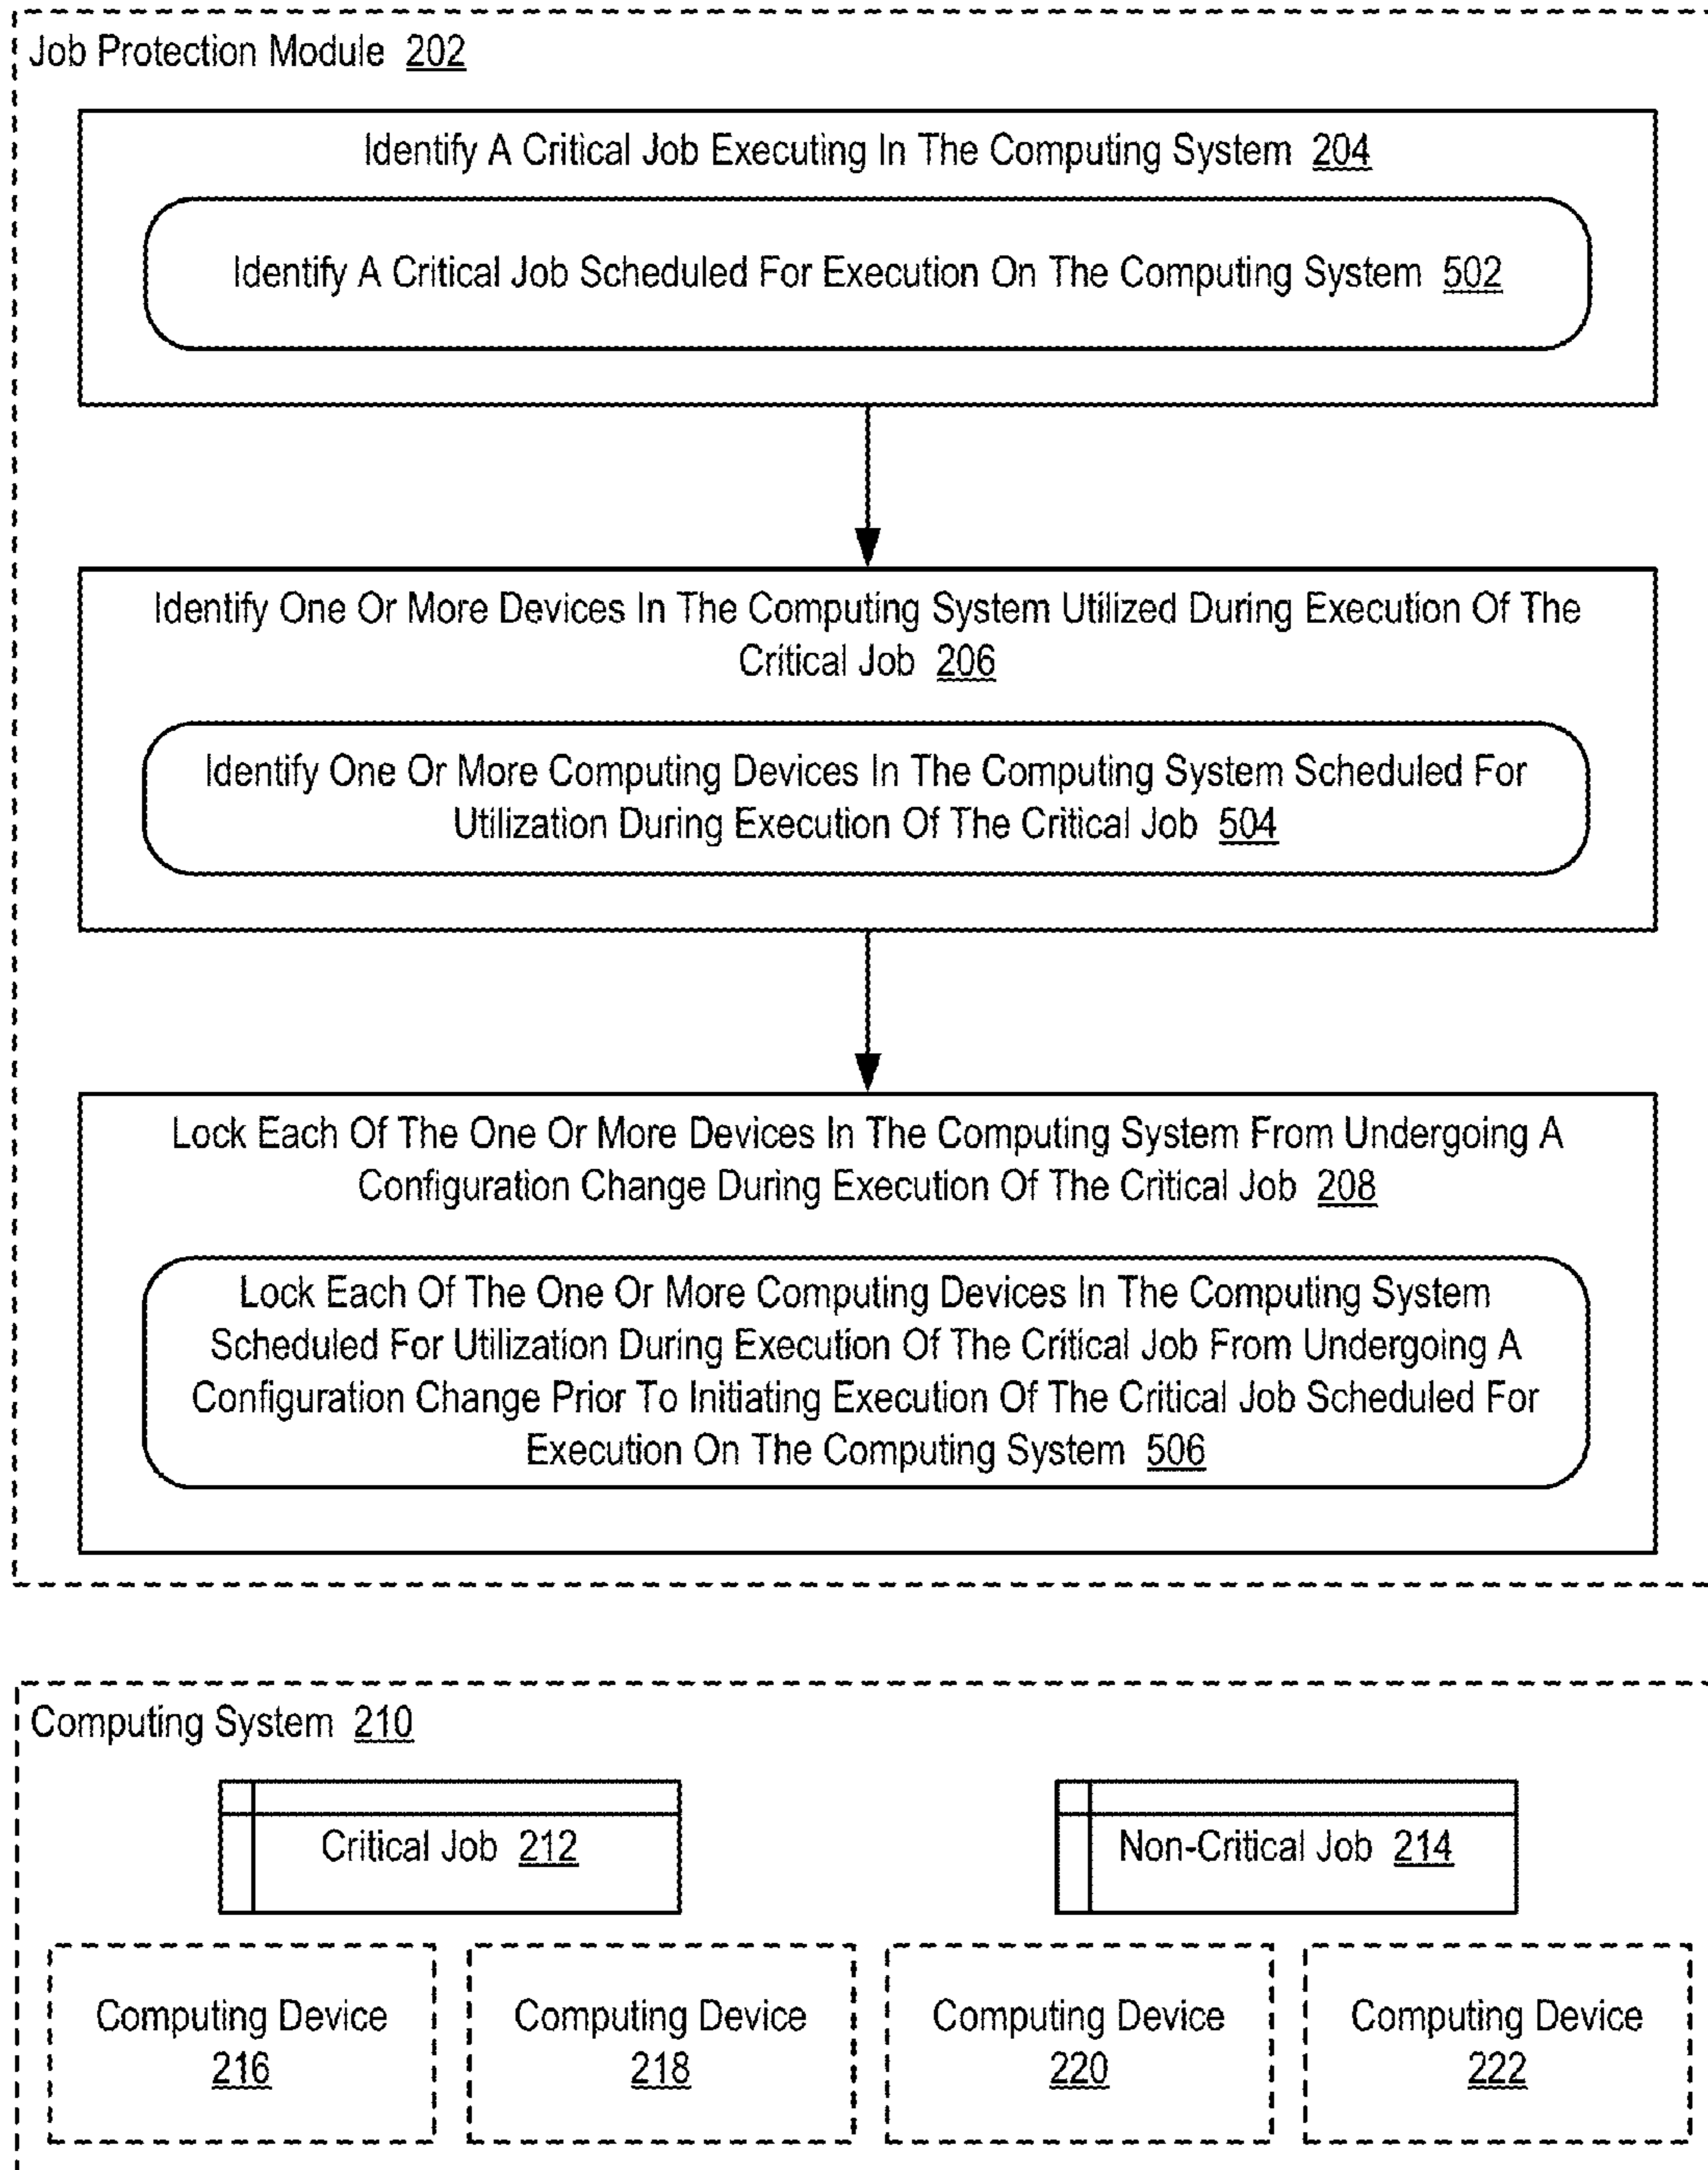 Job Protection Module 202
Identify A Critical Job Executing In The Computing System 204
Identify A Critical Job Scheduled For Execution On The Computing System 502
Identify One Or More Devices In The Computing System Utilized During Execution Of The
Critical Job 206
Identify One Or More Computing Devices In The Computing System Scheduled For
Utilization During Execution Of The Critical Job 504
Lock Each Of The One Or More Devices In The Computing System From Undergoing A
Configuration Change During Execution Of The Critical Job 208
Lock Each Of The One Or More Computing Devices In The Computing System
Scheduled For Utilization During Execution Of The Critical Job From Undergoing A
Configuration Change Prior To Initiating Execution Of The Critical Job Scheduled For
Execution On The Computing System 506
Computing System 210
Critical Job 212
Non-Critical Job 214
Computing Device
216
Computing Device
218
Computing Device
220
Computing Device
222